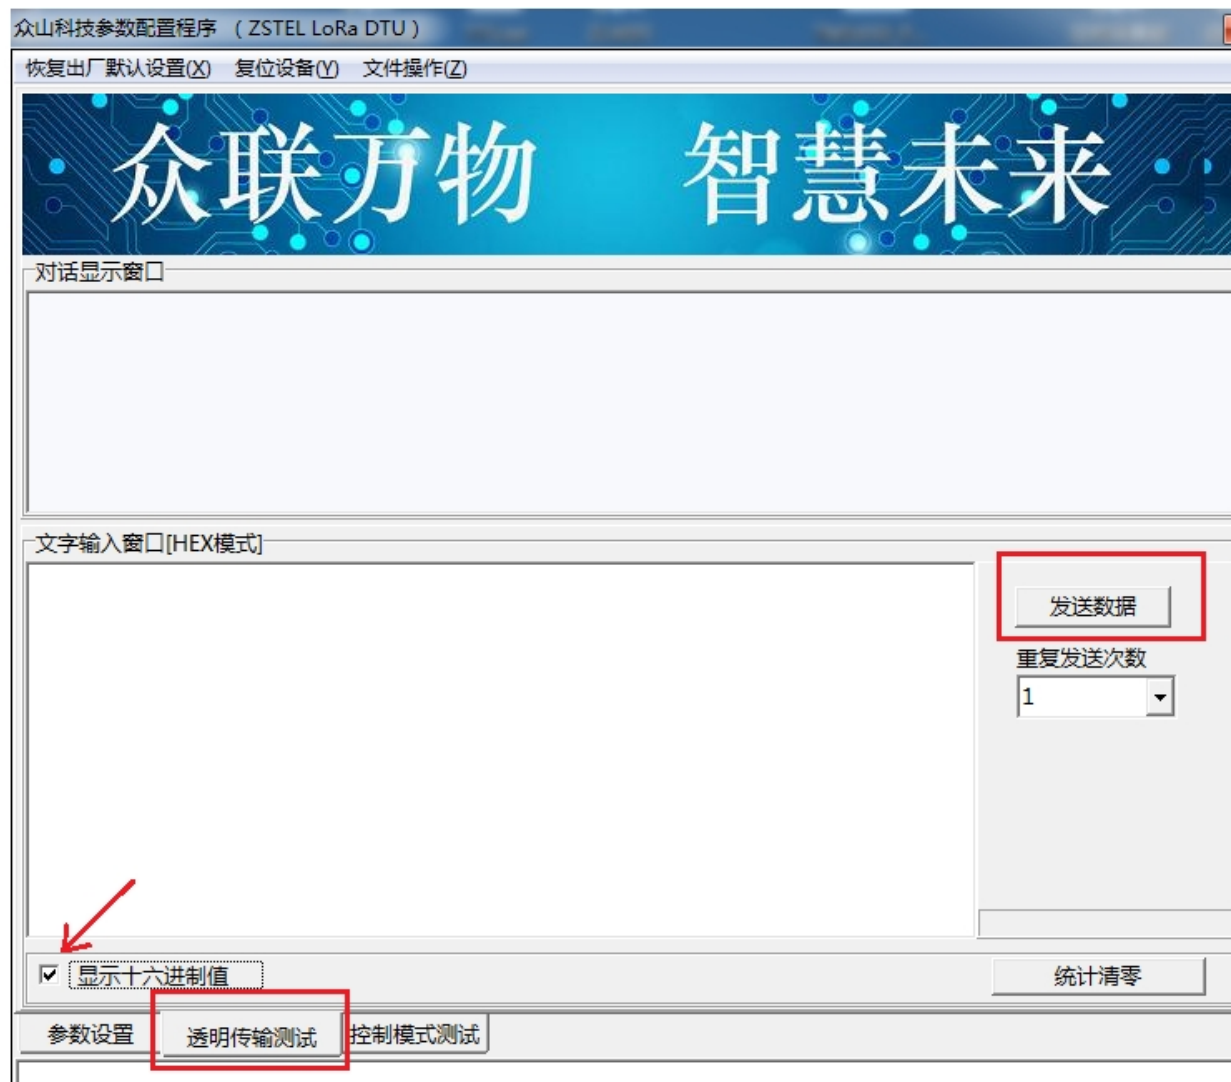 众山科技参数配置程序 （ZSTEL LoRa DTU）
恢复出厂默认设置(X) 复位设备(Y) 文件操作(Z)
众联万物 智慧未来
对话显示窗口
文字输入窗口[HEX模式]
发送数据
重复发送次数
1
显示十六进制值
统计清零
参数设置 透明传输测试 控制模式测试